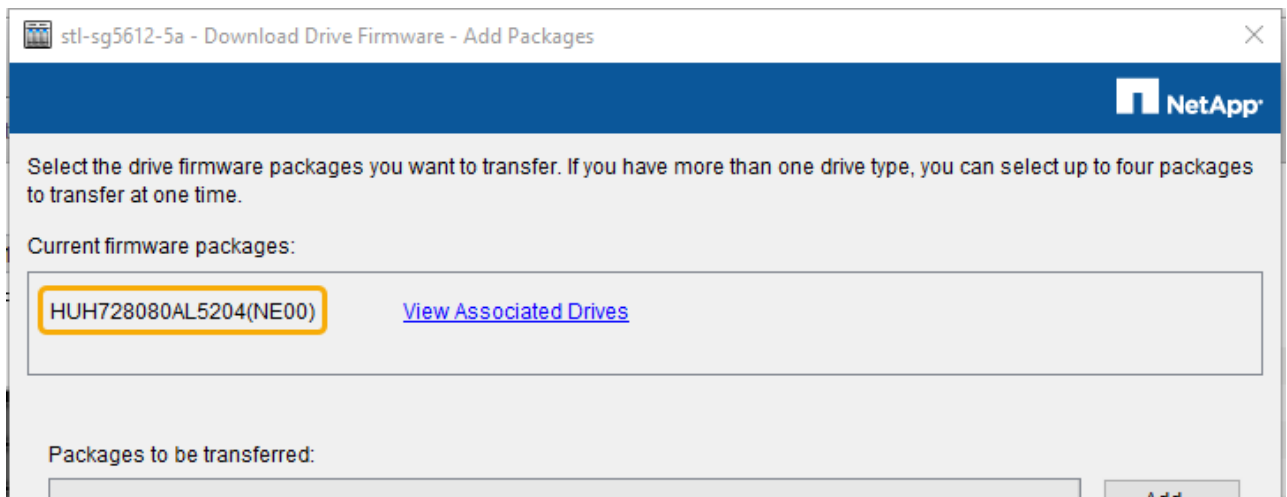 stl-sg5612-5a - Download Drive Firmware - Add Packages
NetApp
Select the drive firmware packages you want to transfer. If you have more than one drive type, you can select up to four packages
to transfer at one time.
Current firmware packages:
HUH728080AL5204(NE00) View Associated Drives
Packages to be transferred: